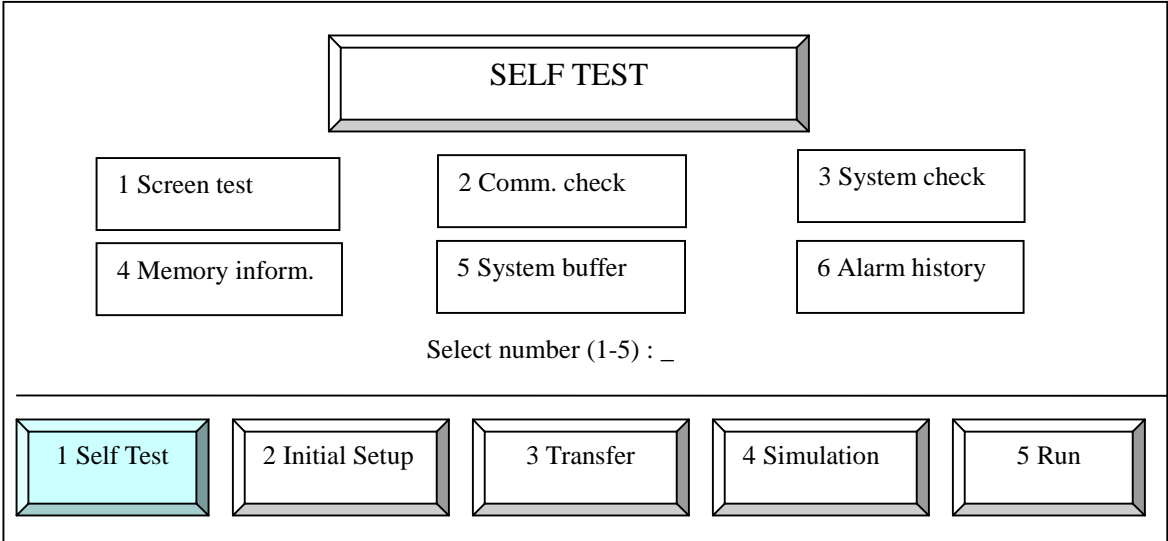 SELF TEST
1 Screen test
2 Comm. check
3 System check
4 Memory inform.
5 System buffer
6 Alarm history
Select number (1-5) : _
1 Self Test
2 Initial Setup
3 Transfer
4 Simulation
5 Run